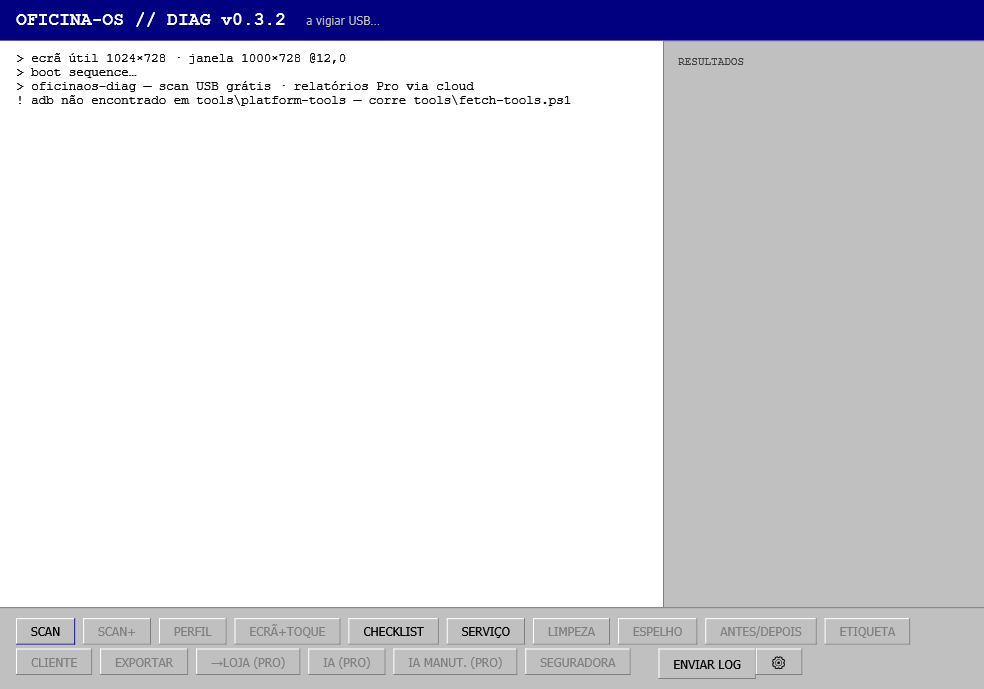 OFICINA-OS // DIAG v0.3.2 a vigiar USB...
> ecrã útil 1024×728 · janela 1000×728 @12,0
> boot sequence…
> oficinaos-diag — scan USB grátis · relatórios Pro via cloud
! adb não encontrado em tools\platform-tools — corre tools\fetch-tools.ps1
RESULTADOS
SCAN SCAN+ PERFIL ECRÃ+TOQUE CHECKLIST SERVIÇO LIMPEZA ESPELHO ANTES/DEPOIS ETIQUETA
CLIENTE EXPORTAR →LOJA (PRO) IA (PRO) IA MANUT. (PRO) SEGURADORA ENVIAR LOG